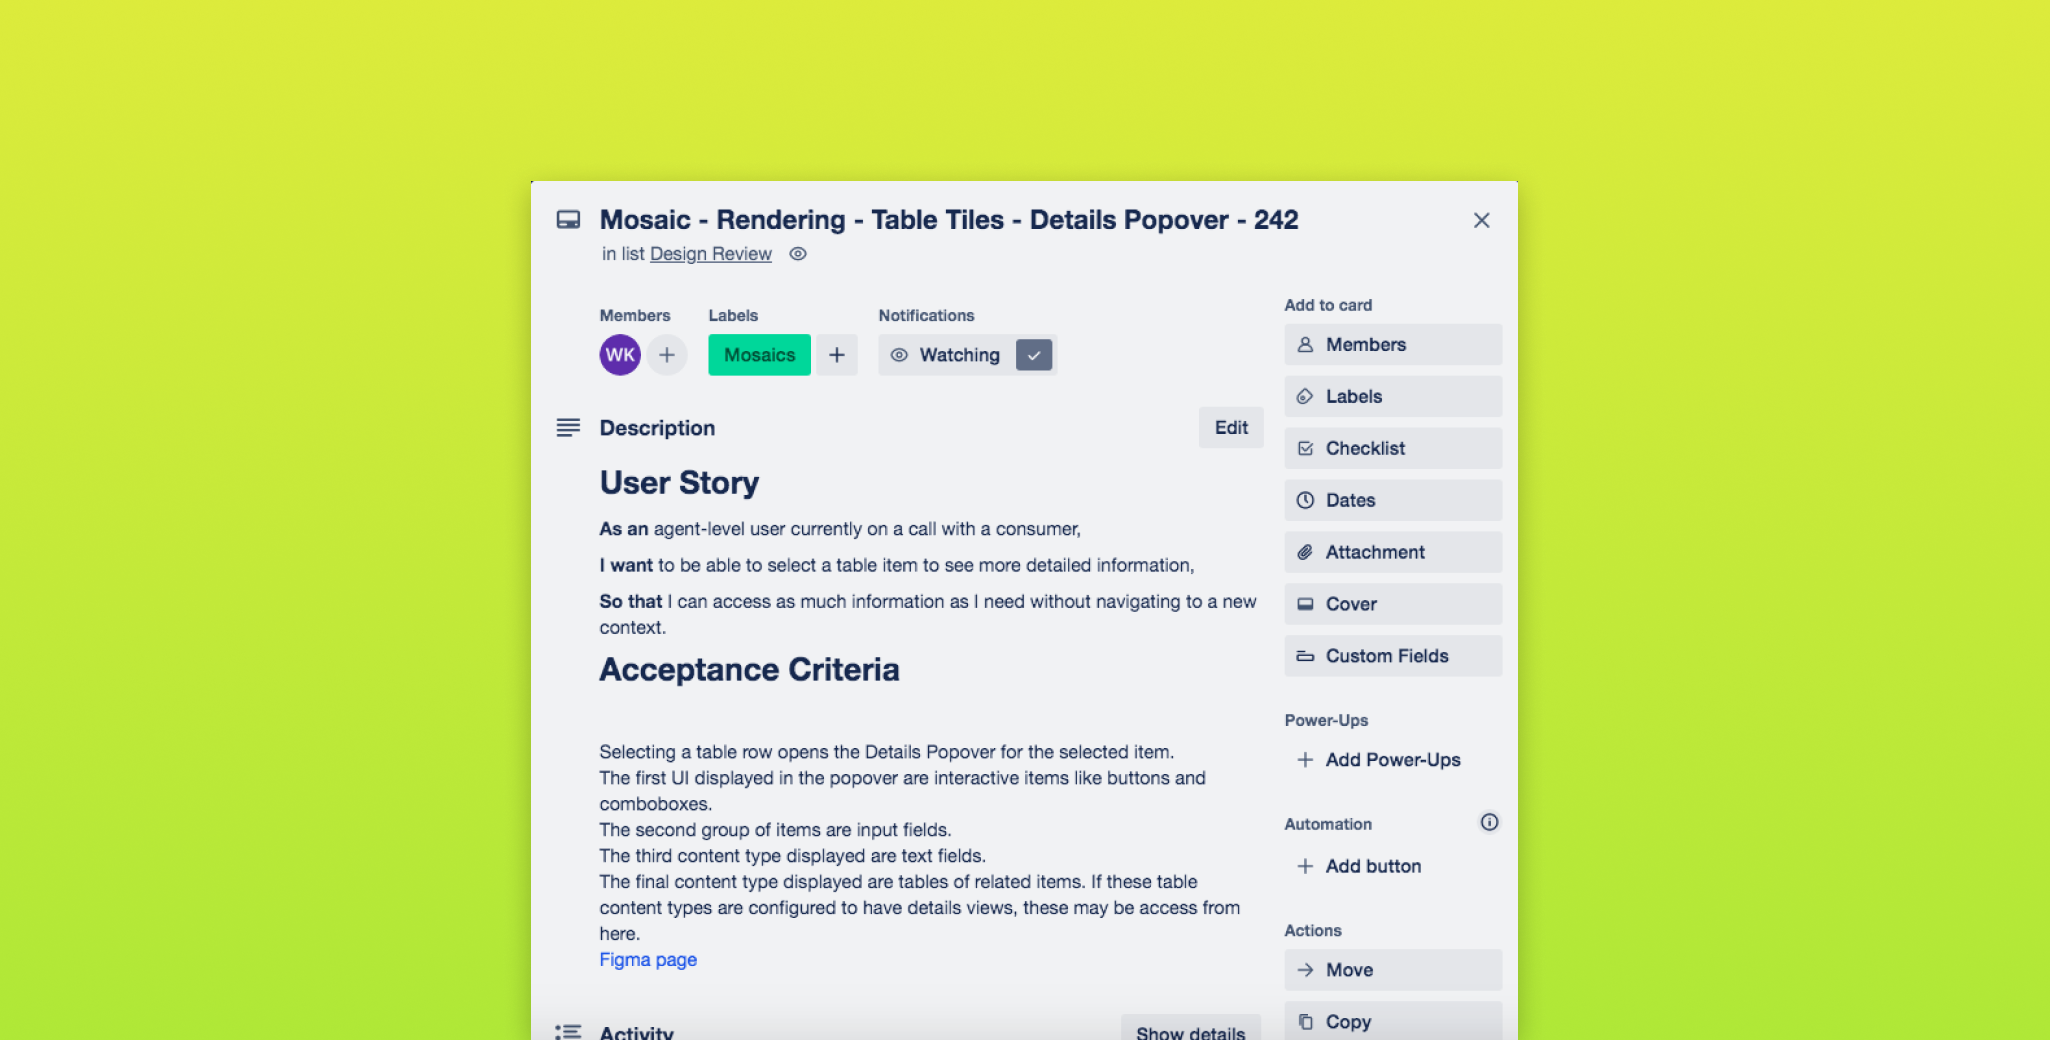 Mosaic - Rendering - Table Tiles - Details Popover - 242
in list Design Review
Members
Labels
Notifications
WK
Mosaics
Watching
Description
Edit
User Story
As an agent-level user currently on a call with a consumer,
I want to be able to select a table item to see more detailed information,
So that I can access as much information as I need without navigating to a new
context.
Acceptance Criteria
Selecting a table row opens the Details Popover for the selected item.
The first UI displayed in the popover are interactive items like buttons and
comboboxes.
The second group of items are input fields.
The third content type displayed are text fields.
The final content type displayed are tables of related items. If these table
content types are configured to have details views, these may be access from
here.
Figma page
Activity
Show details
Add to card
Members
Labels
Checklist
Dates
Attachment
Cover
Custom Fields
Power-Ups
Add Power-Ups
Automation
Add button
Actions
Move
Copy